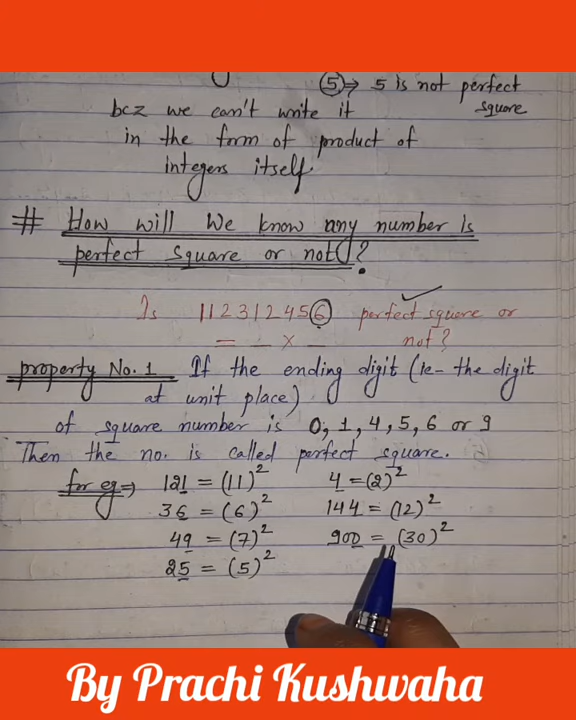 ⑤ ⇒ 5 is not perfect square
bcz we can't write it
in the form of product of
integers itself
# How will We know any number is
perfect square or not?
Is 112312456 perfect square or
= _ × _ not?
property No. 1 If the ending digit (ie- the digit
at unit place)
of square number is 0, 1, 4, 5, 6 or 9
Then the no. is called perfect square.
for eg ⇒ 121 = (11)² 4 = (2)²
36 = (6)² 144 = (12)²
49 = (7)² 900 = (30)²
25 = (5)²
By Prachi Kushwaha